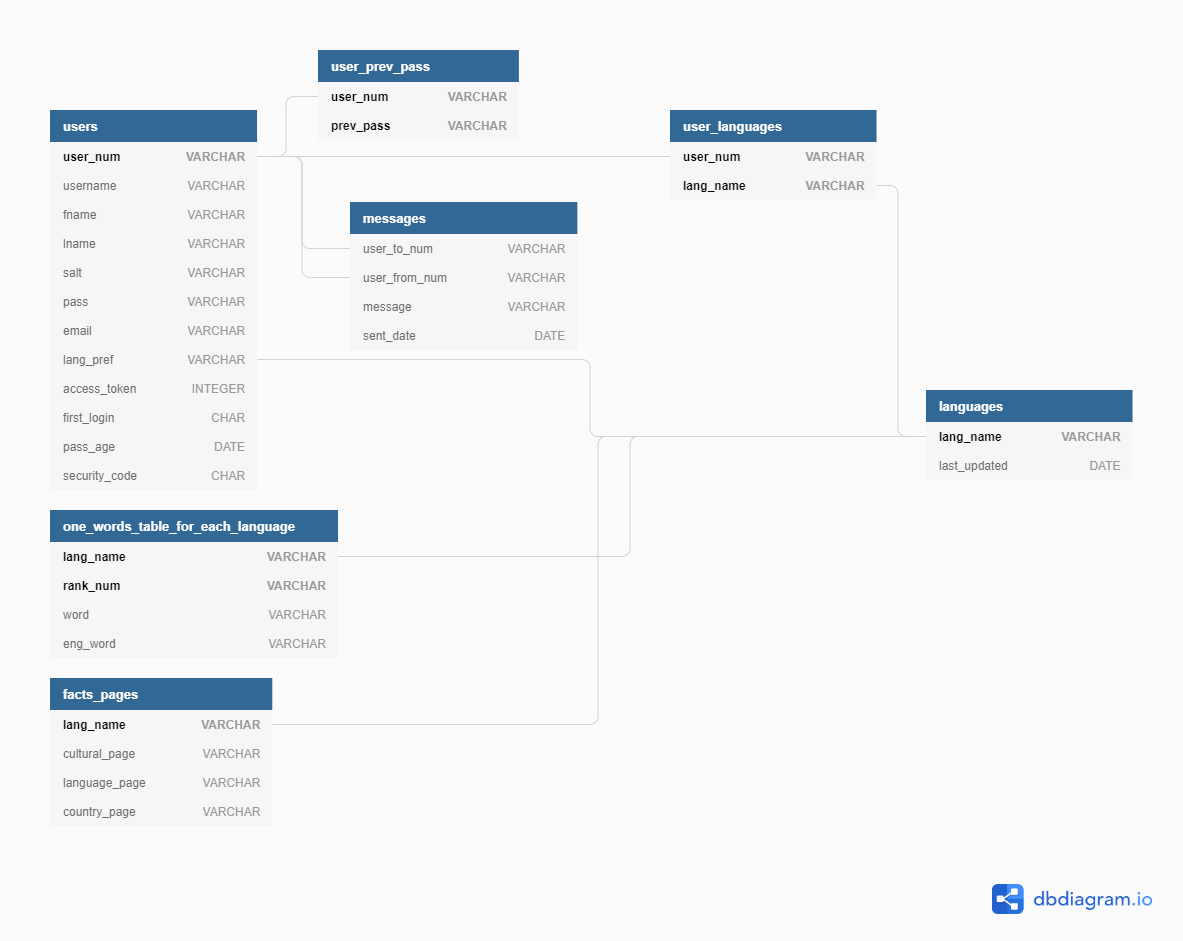 user_prev_pass
user_num VARCHAR
prev_pass VARCHAR
users
user_num VARCHAR
username VARCHAR
fname VARCHAR
lname VARCHAR
salt VARCHAR
pass VARCHAR
email VARCHAR
lang_pref VARCHAR
access_token INTEGER
first_login CHAR
pass_age DATE
security_code CHAR
user_languages
user_num VARCHAR
lang_name VARCHAR
messages
user_to_num VARCHAR
user_from_num VARCHAR
message VARCHAR
sent_date DATE
languages
lang_name VARCHAR
last_updated DATE
one_words_table_for_each_language
lang_name VARCHAR
rank_num VARCHAR
word VARCHAR
eng_word VARCHAR
facts_pages
lang_name VARCHAR
cultural_page VARCHAR
language_page VARCHAR
country_page VARCHAR
dbdiagram.io